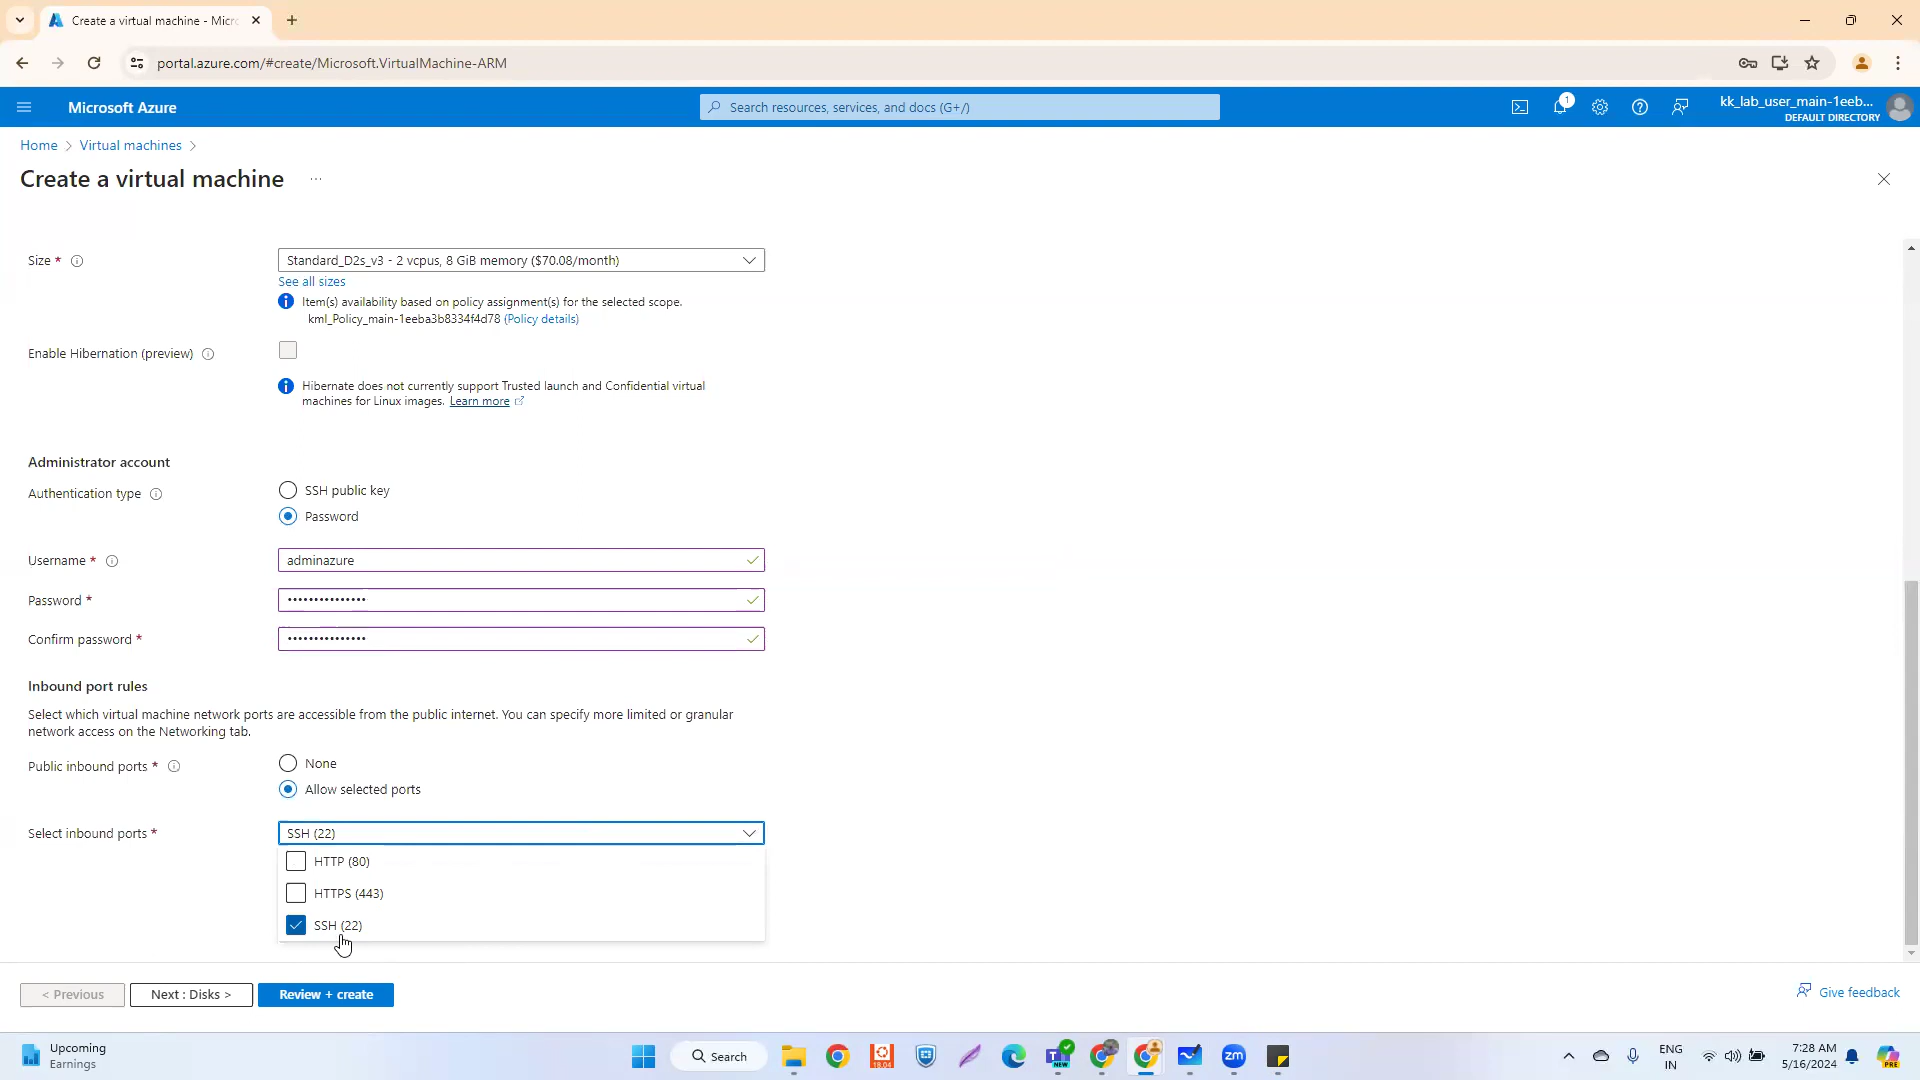 Create a virtual machine - Micr
portal.azure.com/#create/Microsoft.VirtualMachine-ARM
Microsoft Azure
Search resources, services, and docs (G+/)
1
kk_lab_user_main-1eeb...
DEFAULT DIRECTORY
Home > Virtual machines >
Create a virtual machine ...
Size *
Standard_D2s_v3 - 2 vcpus, 8 GiB memory ($70.08/month)
See all sizes
Item(s) availability based on policy assignment(s) for the selected scope.
kml_Policy_main-1eeba3b8334f4d78 (Policy details)
Enable Hibernation (preview)
Hibernate does not currently support Trusted launch and Confidential virtual
machines for Linux images. Learn more
Administrator account
Authentication type
SSH public key
Password
Username *
adminazure
Password *
•••••••••••••••
Confirm password *
•••••••••••••••
Inbound port rules
Select which virtual machine network ports are accessible from the public internet. You can specify more limited or granular
network access on the Networking tab.
Public inbound ports *
None
Allow selected ports
Select inbound ports *
SSH (22)
HTTP (80)
HTTPS (443)
SSH (22)
< Previous
Next : Disks >
Review + create
Give feedback
Upcoming
Earnings
Search
18.04
NEW
zm
ENG
IN
7:28 AM
5/16/2024
PRE